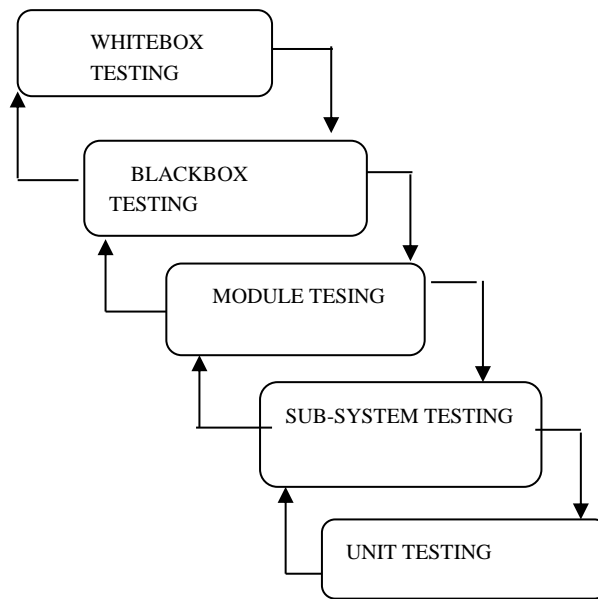 WHITEBOX
TESTING
BLACKBOX
TESTING
MODULE TESING
SUB-SYSTEM TESTING
UNIT TESTING